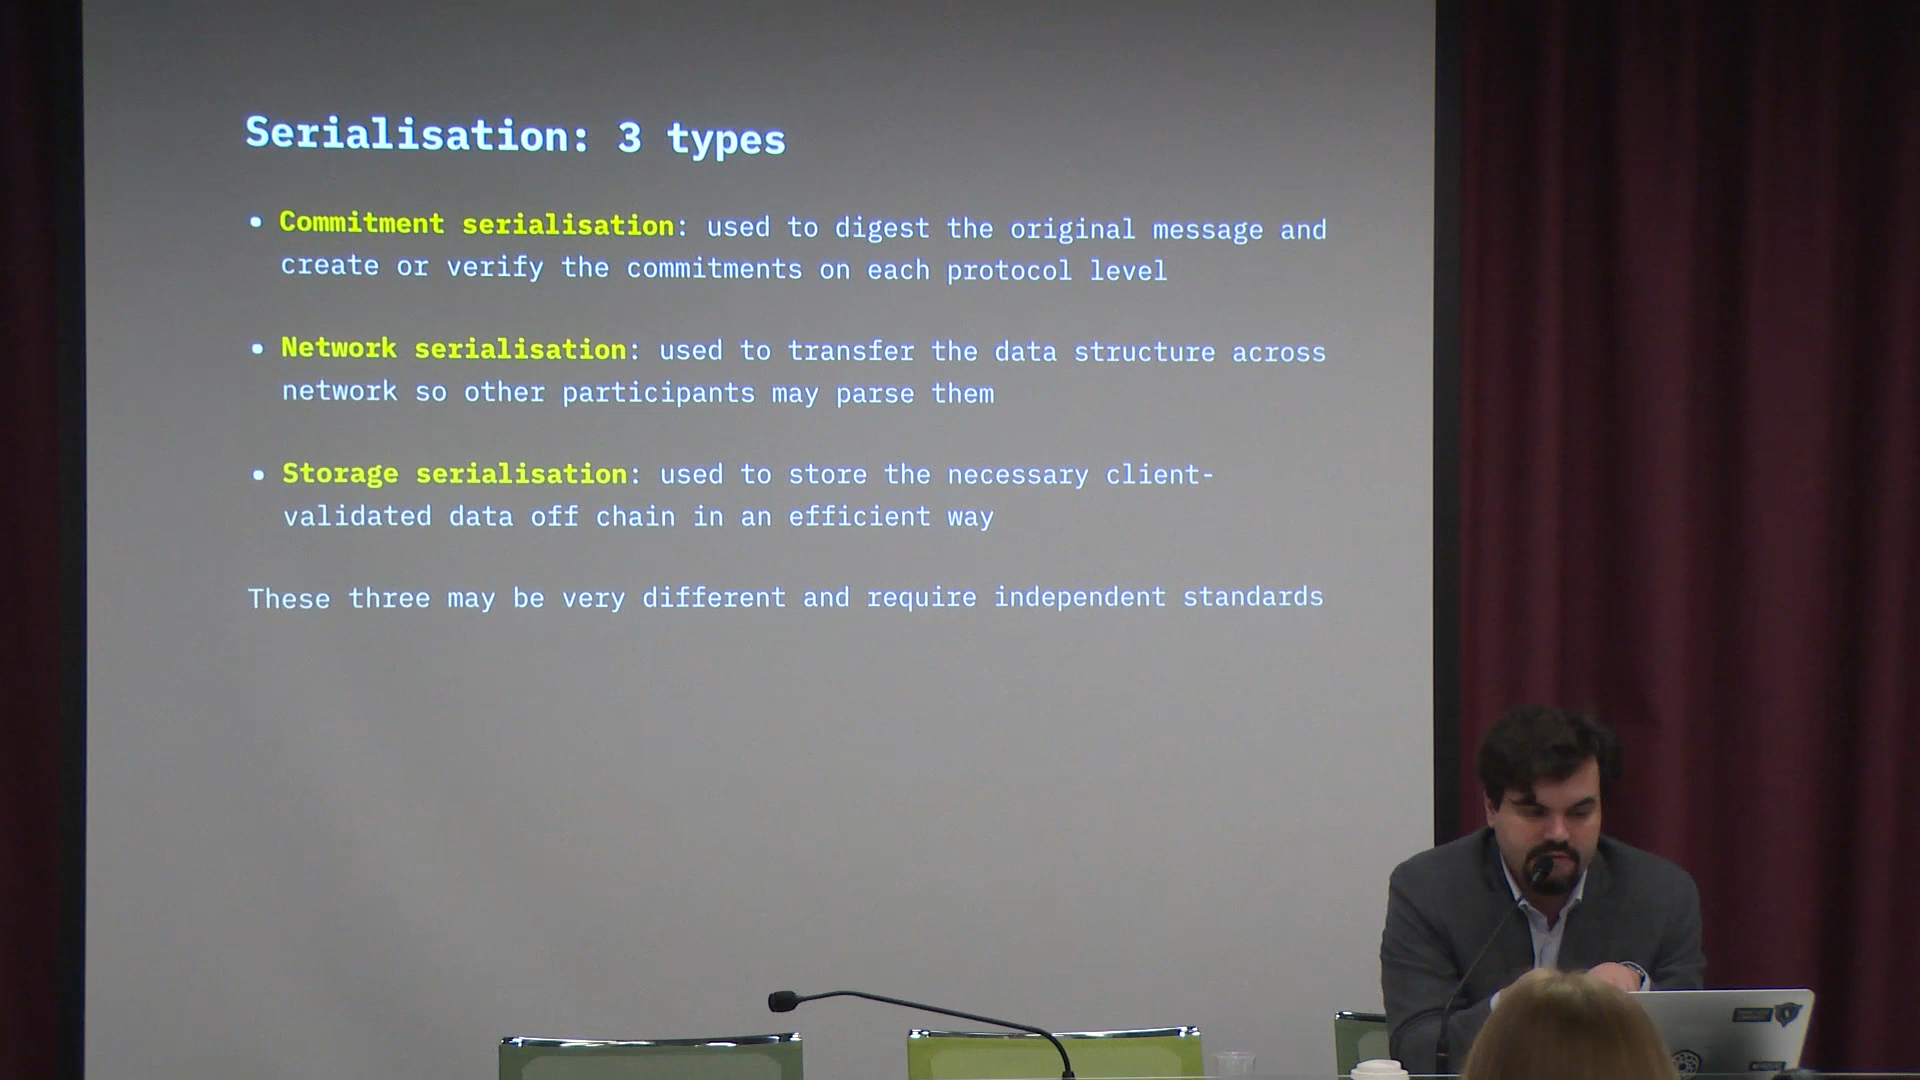 Serialisation: 3 types
• Commitment serialisation: used to digest the original message and
create or verify the commitments on each protocol level
• Network serialisation: used to transfer the data structure across
network so other participants may parse them
• Storage serialisation: used to store the necessary client-
validated data off chain in an efficient way
These three may be very different and require independent standards